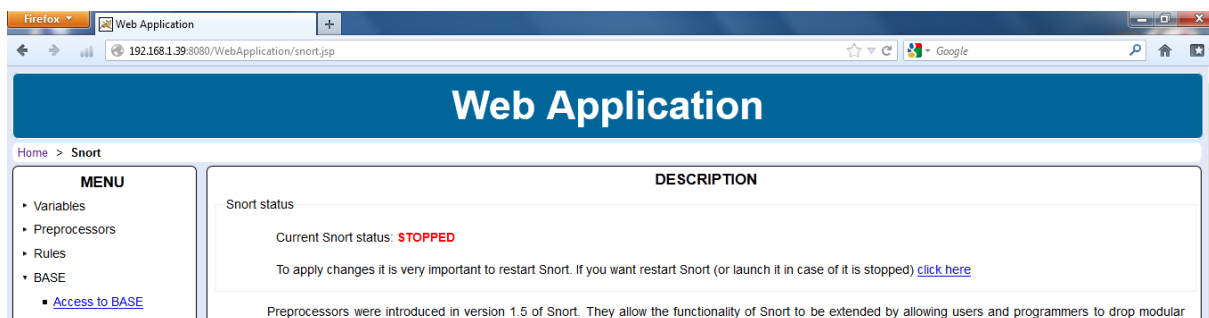 Firefox
Web Application
192.168.1.39:8080/WebApplication/snort.jsp
Google
Web Application
Home > Snort
MENU
Variables
Preprocessors
Rules
BASE
Access to BASE
DESCRIPTION
Snort status
Current Snort status: STOPPED
To apply changes it is very important to restart Snort. If you want restart Snort (or launch it in case of it is stopped) click here
Preprocessors were introduced in version 1.5 of Snort. They allow the functionality of Snort to be extended by allowing users and programmers to drop modular